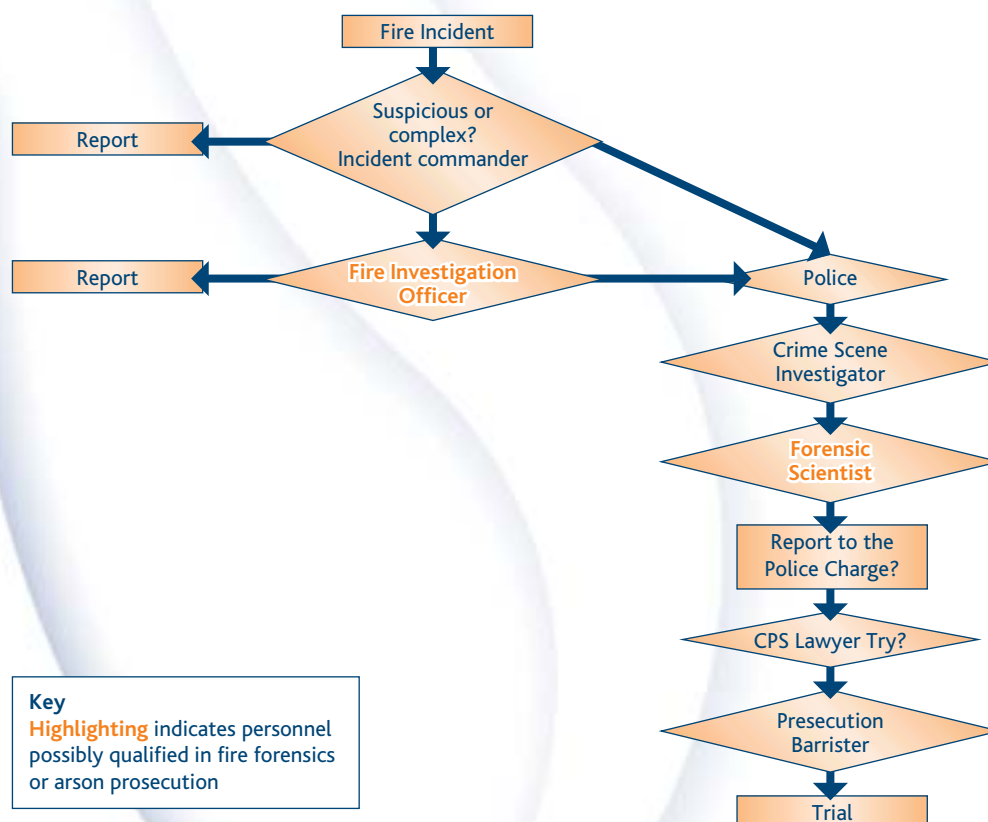 Fire Incident
Suspicious or
complex?
Incident commander
Report
Report
Fire Investigation
Officer
Police
Crime Scene
Investigator
Forensic
Scientist
Report to the
Police Charge?
CPS Lawyer Try?
Presecution
Barrister
Trial
Key
Highlighting indicates personnel
possibly qualified in fire forensics
or arson prosecution